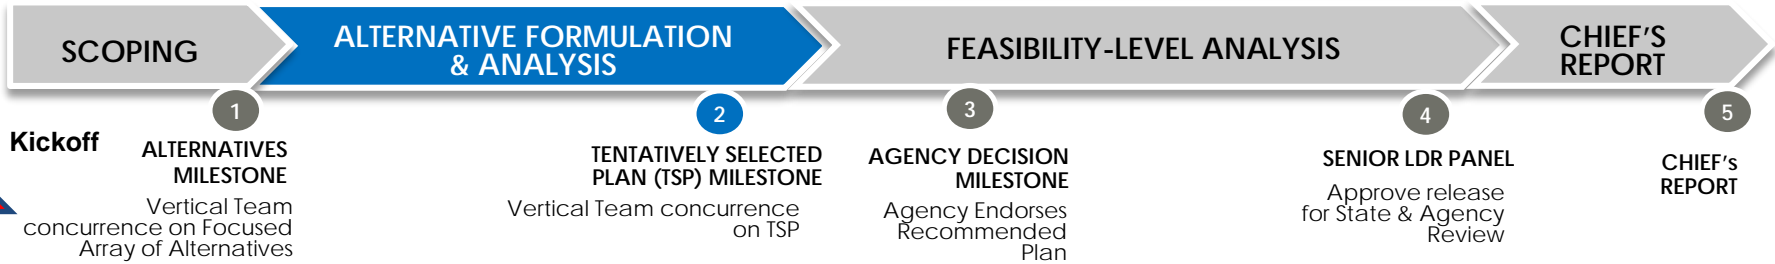 SCOPING
ALTERNATIVE FORMULATION
& ANALYSIS
FEASIBILITY-LEVEL ANALYSIS
CHIEF'S
REPORT
1
2
3
4
5
Kickoff
ALTERNATIVES
MILESTONE
Vertical Team
concurrence on Focused
Array of Alternatives
TENTATIVELY SELECTED
PLAN (TSP) MILESTONE
Vertical Team concurrence
on TSP
AGENCY DECISION
MILESTONE
Agency Endorses
Recommended
Plan
SENIOR LDR PANEL
Approve release
for State & Agency
Review
CHIEF's
REPORT